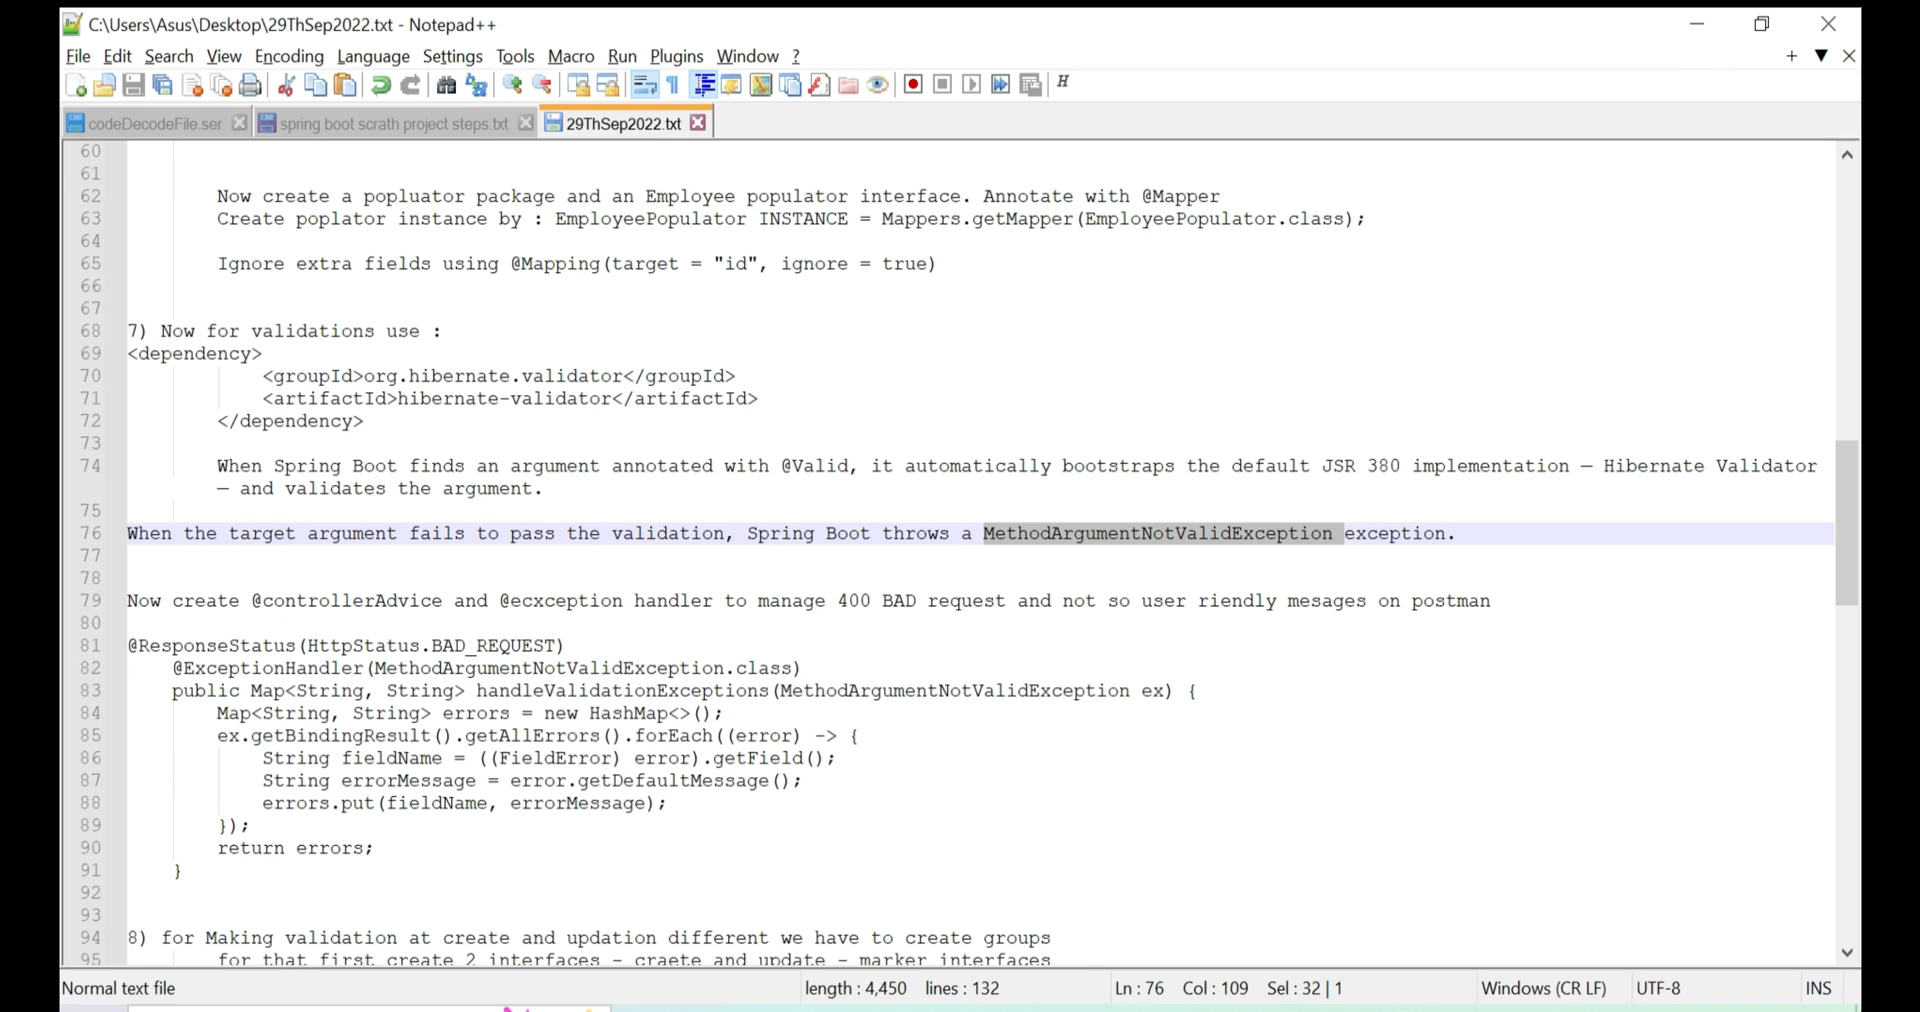 C:\Users\Asus\Desktop\29ThSep2022.txt - Notepad++
File Edit Search View Encoding Language Settings Tools Macro Run Plugins Window ?
codeDecodeFile.ser spring boot scrath project steps.txt 29ThSep2022.txt
60
61
62 Now create a popluator package and an Employee populator interface. Annotate with @Mapper
63 Create poplator instance by : EmployeePopulator INSTANCE = Mappers.getMapper(EmployeePopulator.class);
64
65 Ignore extra fields using @Mapping(target = "id", ignore = true)
66
67
68 7) Now for validations use :
69 <dependency>
70 <groupId>org.hibernate.validator</groupId>
71 <artifactId>hibernate-validator</artifactId>
72 </dependency>
73
74 When Spring Boot finds an argument annotated with @Valid, it automatically bootstraps the default JSR 380 implementation — Hibernate Validator
— and validates the argument.
75
76 When the target argument fails to pass the validation, Spring Boot throws a MethodArgumentNotValidException exception.
77
78
79 Now create @controllerAdvice and @ecxception handler to manage 400 BAD request and not so user riendly mesages on postman
80
81 @ResponseStatus(HttpStatus.BAD_REQUEST)
82 @ExceptionHandler(MethodArgumentNotValidException.class)
83 public Map<String, String> handleValidationExceptions(MethodArgumentNotValidException ex) {
84 Map<String, String> errors = new HashMap<>();
85 ex.getBindingResult().getAllErrors().forEach((error) -> {
86 String fieldName = ((FieldError) error).getField();
87 String errorMessage = error.getDefaultMessage();
88 errors.put(fieldName, errorMessage);
89 });
90 return errors;
91 }
92
93
94 8) for Making validation at create and updation different we have to create groups
95 for that first create 2 interfaces - craete and update - marker interfaces
Normal text file length : 4,450 lines : 132 Ln : 76 Col : 109 Sel : 32 | 1 Windows (CR LF) UTF-8 INS